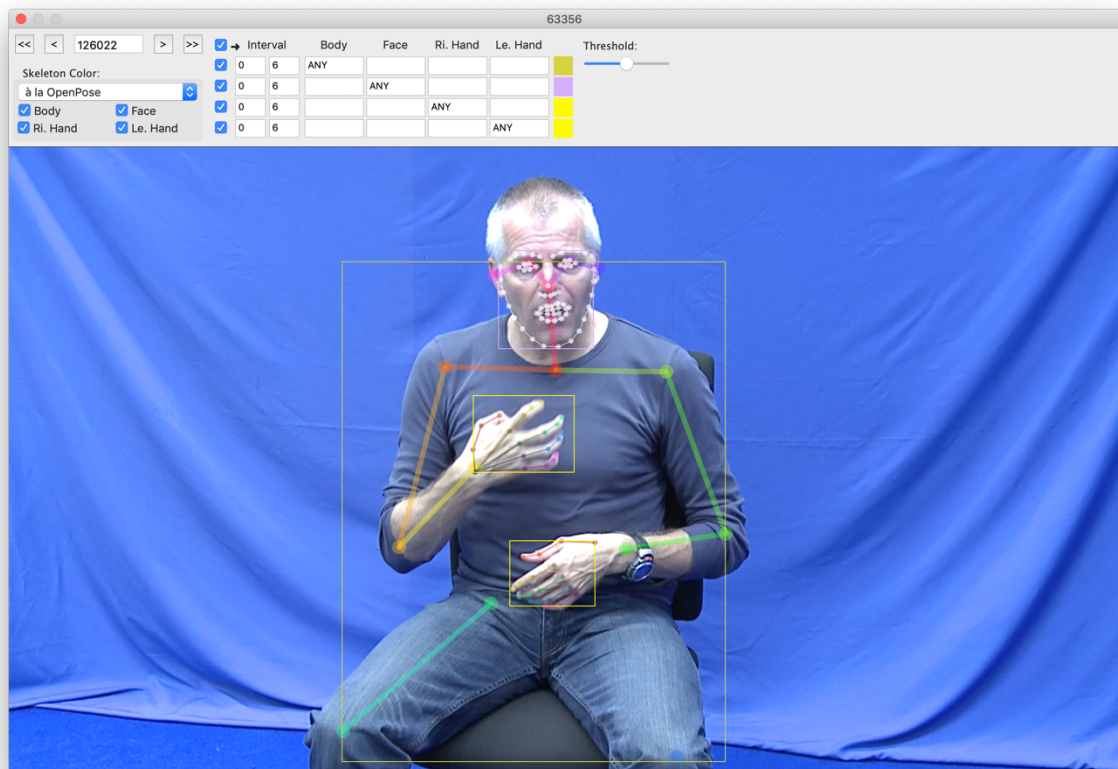 63356
<< < 126022 > >>
Skeleton Color:
à la OpenPose
Body Face
Ri. Hand Le. Hand
➜ Interval Body Face Ri. Hand Le. Hand
0 6 ANY
0 6 ANY
0 6 ANY
0 6 ANY
Threshold: